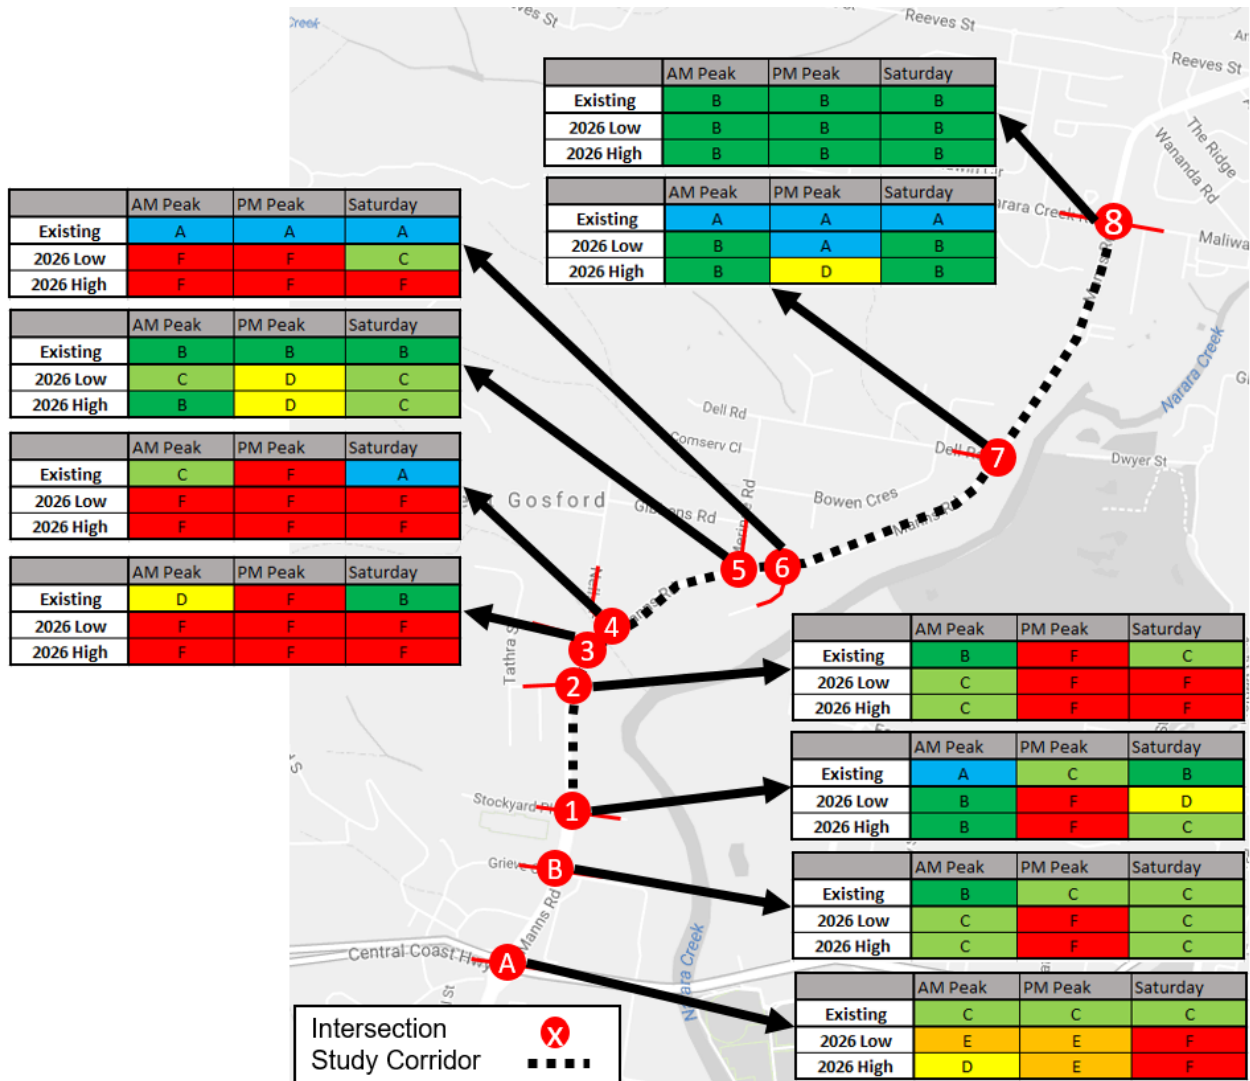 Creek
Reeves St
Reeves St
The Ridge
Wananda Rd
AM Peak PM Peak Saturday
Existing B B B
2026 Low B B B
2026 High B B B
AM Peak PM Peak Saturday
Existing A A A
2026 Low B A B
2026 High B D B
8
Maliwa
Narara Creek
AM Peak PM Peak Saturday
Existing A A A
2026 Low F F C
2026 High F F F
AM Peak PM Peak Saturday
Existing B B B
2026 Low C D C
2026 High B D C
Dell Rd
Comserv Cl
7
Dwyer St
AM Peak PM Peak Saturday
Existing C F A
2026 Low F F F
2026 High F F F
Gosford
Bowen Cres
Manns Rd
5
6
AM Peak PM Peak Saturday
Existing D F B
2026 Low F F F
2026 High F F F
4
3
2
AM Peak PM Peak Saturday
Existing B F C
2026 Low C F F
2026 High C F F
AM Peak PM Peak Saturday
Existing A C B
2026 Low B F D
2026 High B F C
Stockyard Pl
1
Grieve
B
AM Peak PM Peak Saturday
Existing B C C
2026 Low C F C
2026 High C F C
Manns Rd
Central Coast Hwy
A
AM Peak PM Peak Saturday
Existing C C C
2026 Low E E F
2026 High D E F
Intersection X
Study Corridor